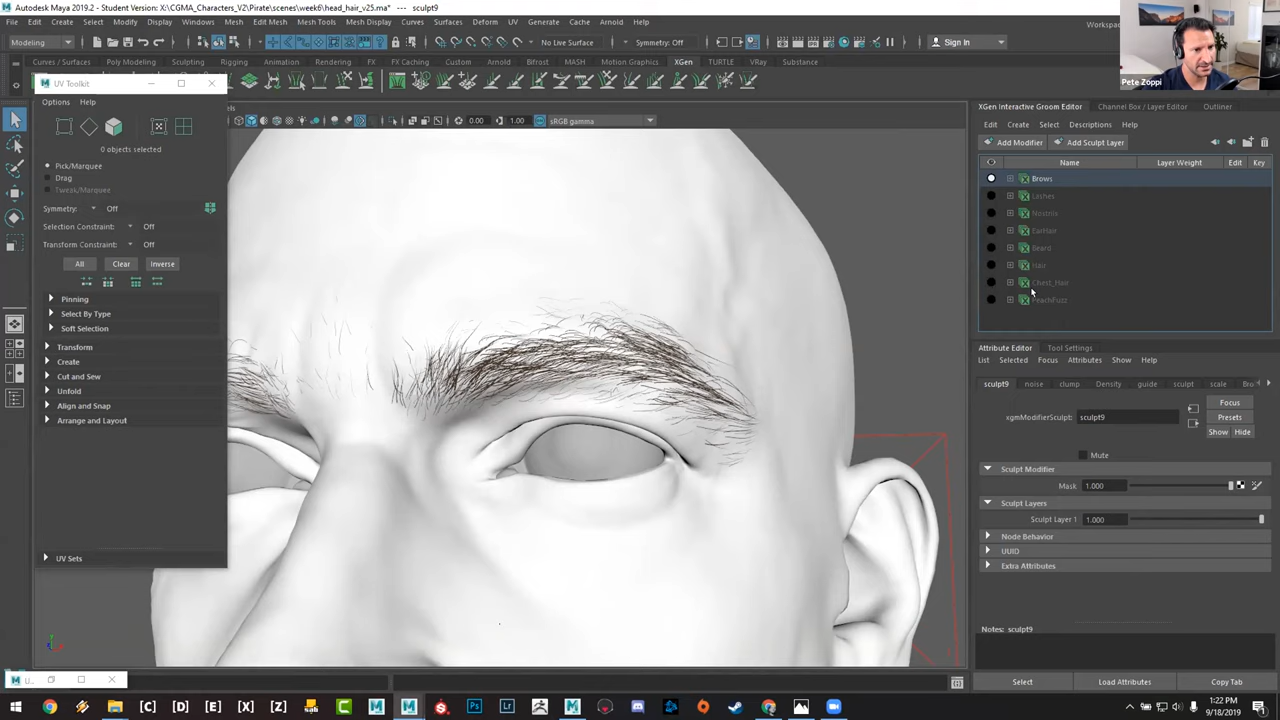 Autodesk Maya 2019.2 - Student Version: X:\CGMA_Characters_V2\Pirate\scenes\week6\head_hair_v25.ma* --- sculpt9
File Edit Create Select Modify Display Windows Mesh Edit Mesh Mesh Tools Mesh Display Curves Surfaces Deform UV Generate Cache Arnold Help
Modeling No Live Surface Symmetry: Off Sign In
Pete Zoppi
Curves / Surfaces Poly Modeling Sculpting Rigging Animation Rendering FX FX Caching Custom Arnold Bifrost MASH Motion Graphics XGen TURTLE VRay Substance
UV Toolkit
Options Help
0 objects selected
Pick/Marquee
Drag
Tweak/Marquee
Symmetry: Off
Selection Constraint: Off
Transform Constraint: Off
All Clear Inverse
Pinning
Select By Type
Soft Selection
Transform
Create
Cut and Sew
Unfold
Align and Snap
Arrange and Layout
UV Sets
0.00 1.00 sRGB gamma
XGen Interactive Groom Editor Channel Box / Layer Editor Outliner
Edit Create Select Descriptions Help
Add Modifier Add Sculpt Layer
Name Layer Weight Edit Key
Brows
Lashes
Nostrils
EarHair
Beard
Hair
Chest_Hair
PeachFuzz
Attribute Editor Tool Settings
List Selected Focus Attributes Show Help
sculpt9 noise clump Density guide sculpt scale Bro
Focus
xgmModifierSculpt: sculpt9 Presets
Show Hide
Mute
Sculpt Modifier
Mask 1.000
Sculpt Layers
Sculpt Layer 1 1.000
Node Behavior
UUID
Extra Attributes
Notes: sculpt9
Select Load Attributes Copy Tab
U..
1:22 PM
9/18/2019